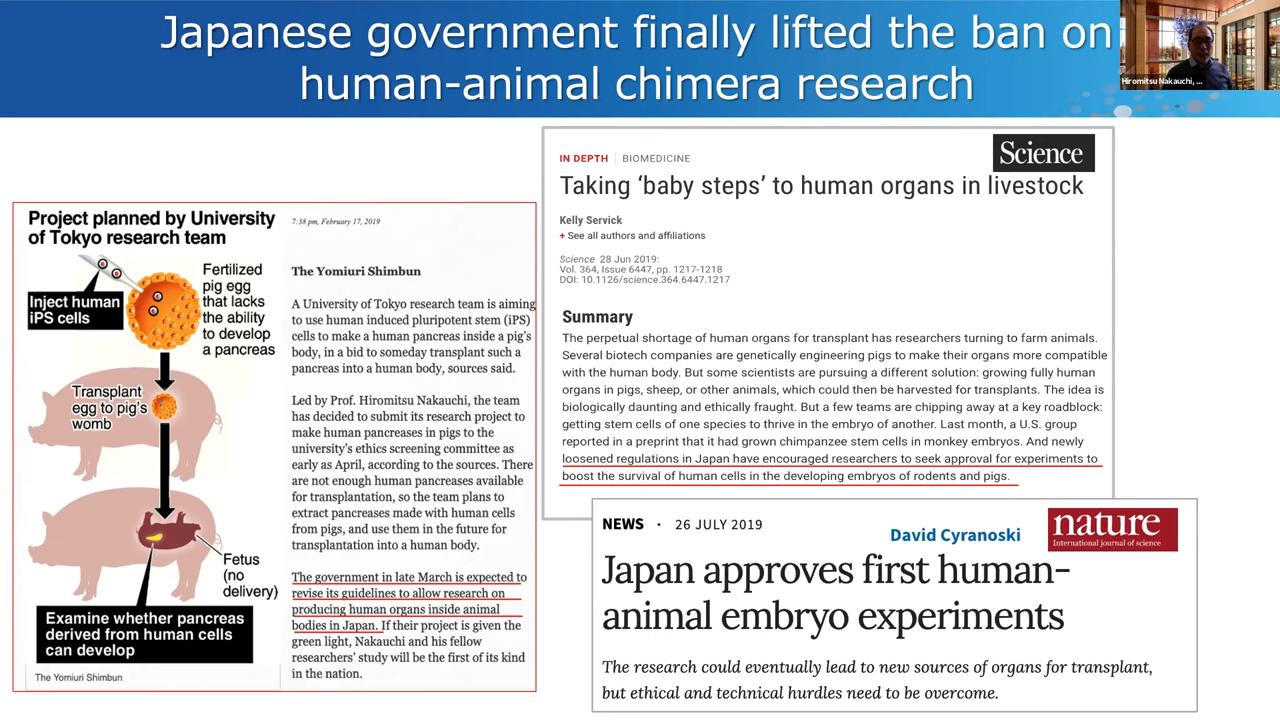 Japanese government finally lifted the ban on
human-animal chimera research
Hiromitsu Nakauchi, ...
Project planned by University
of Tokyo research team
Inject human
iPS cells
Fertilized
pig egg
that lacks
the ability
to develop
a pancreas
Transplant
egg to pig's
womb
Fetus
(no
delivery)
Examine whether pancreas
derived from human cells
can develop
The Yomiuri Shimbun
7:38 pm, February 17, 2019
The Yomiuri Shimbun
A University of Tokyo research team is aiming
to use human induced pluripotent stem (iPS)
cells to make a human pancreas inside a pig's
body, in a bid to someday transplant such a
pancreas into a human body, sources said.
Led by Prof. Hiromitsu Nakauchi, the team
has decided to submit its research project to
make human pancreases in pigs to the
university's ethics screening committee as
early as April, according to the sources. There
are not enough human pancreases available
for transplantation, so the team plans to
extract pancreases made with human cells
from pigs, and use them in the future for
transplantation into a human body.
The government in late March is expected to
revise its guidelines to allow research on
producing human organs inside animal
bodies in Japan. If their project is given the
green light, Nakauchi and his fellow
researchers' study will be the first of its kind
in the nation.
Science
IN DEPTH | BIOMEDICINE
Taking ‘baby steps’ to human organs in livestock
Kelly Servick
+ See all authors and affiliations
Science 28 Jun 2019:
Vol. 364, Issue 6447, pp. 1217-1218
DOI: 10.1126/science.364.6447.1217
Summary
The perpetual shortage of human organs for transplant has researchers turning to farm animals.
Several biotech companies are genetically engineering pigs to make their organs more compatible
with the human body. But some scientists are pursuing a different solution: growing fully human
organs in pigs, sheep, or other animals, which could then be harvested for transplants. The idea is
biologically daunting and ethically fraught. But a few teams are chipping away at a key roadblock:
getting stem cells of one species to thrive in the embryo of another. Last month, a U.S. group
reported in a preprint that it had grown chimpanzee stem cells in monkey embryos. And newly
loosened regulations in Japan have encouraged researchers to seek approval for experiments to
boost the survival of human cells in the developing embryos of rodents and pigs.
NEWS · 26 JULY 2019
David Cyranoski
nature
International journal of science
Japan approves first human-
animal embryo experiments
The research could eventually lead to new sources of organs for transplant,
but ethical and technical hurdles need to be overcome.